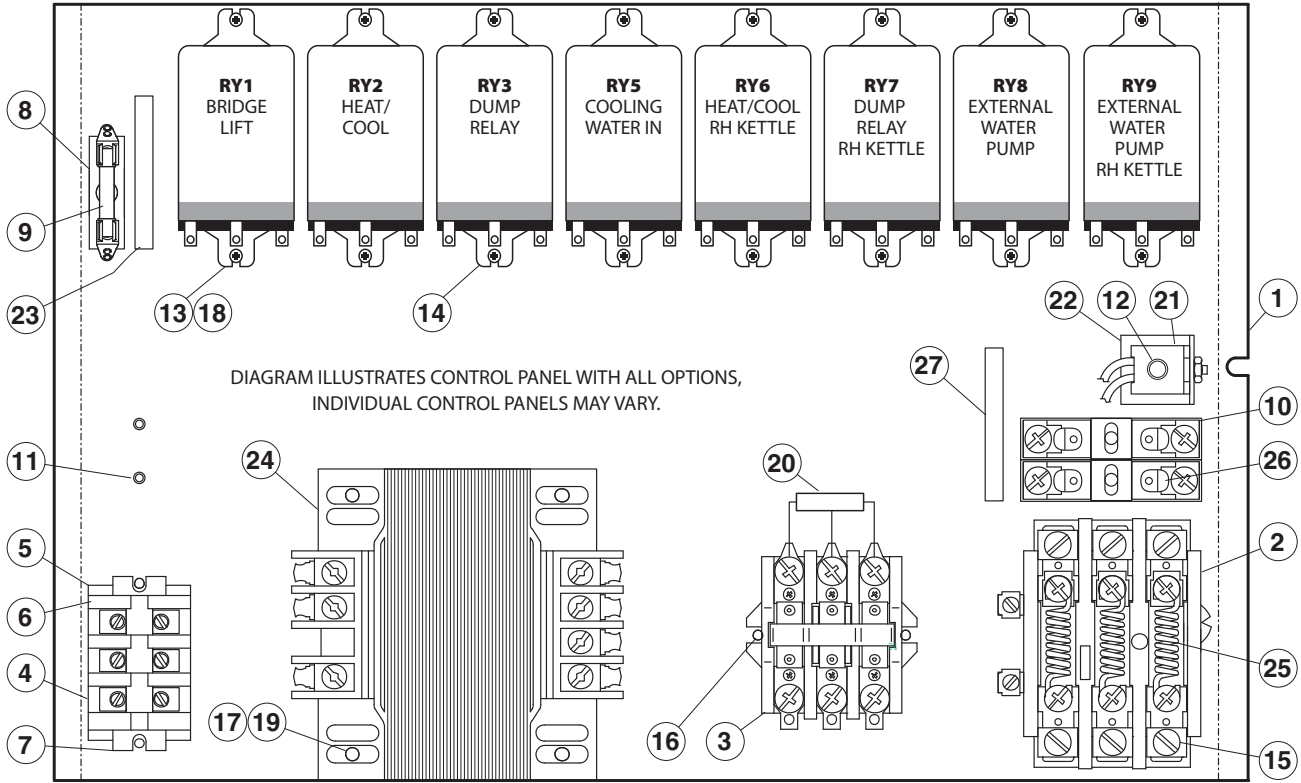 RY1
BRIDGE
LIFT
RY2
HEAT/
COOL
RY3
DUMP
RELAY
RY5
COOLING
WATER IN
RY6
HEAT/COOL
RH KETTLE
RY7
DUMP
RELAY
RH KETTLE
RY8
EXTERNAL
WATER
PUMP
RY9
EXTERNAL
WATER
PUMP
RH KETTLE
8
9
23
13 18
14
22 12 21
1
DIAGRAM ILLUSTRATES CONTROL PANEL WITH ALL OPTIONS,
INDIVIDUAL CONTROL PANELS MAY VARY.
27
10
11
24
20
26
5
2
6
4
25
7
17 19
16
3
15